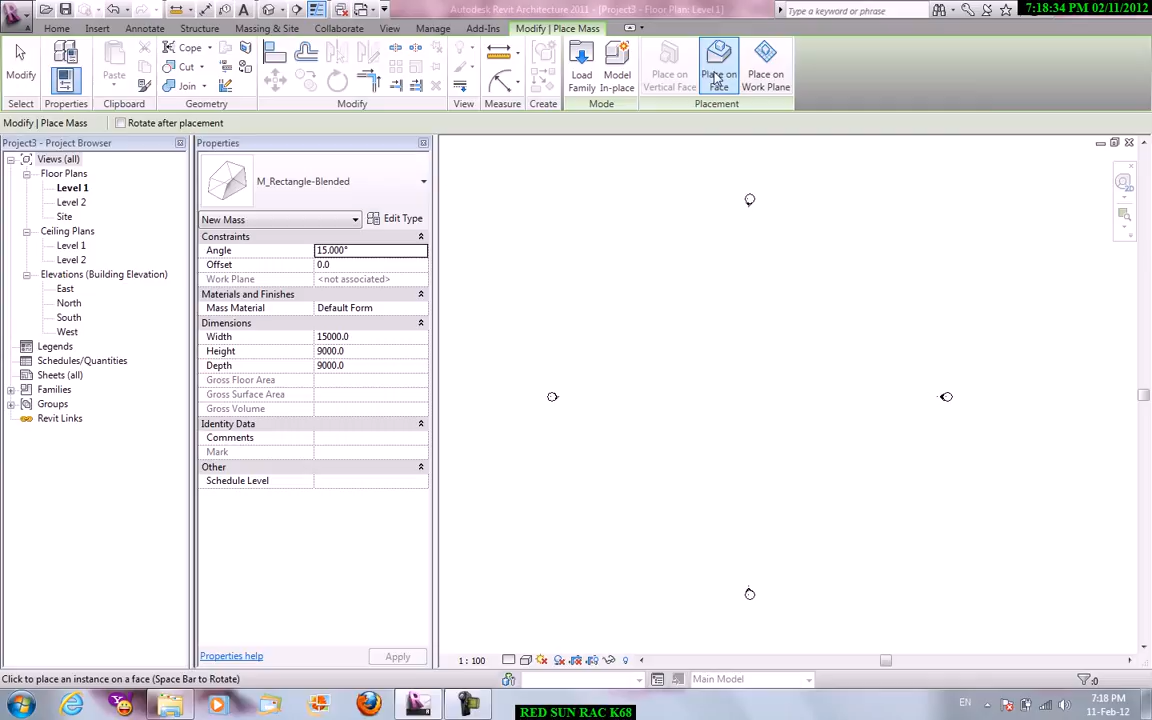 Autodesk Revit Architecture 2011 - [Project3 - Floor Plan: Level 1]
Type a keyword or phrase
7:18:34 PM 02/11/2012
Home Insert Annotate Structure Massing & Site Collaborate View Manage Add-Ins Modify | Place Mass
Modify
Paste
Cope
Cut
Join
Load Family
Model In-place
Place on Vertical Face
Place on Face
Place on Work Plane
Select Properties Clipboard Geometry Modify View Measure Create Mode Placement
Modify | Place Mass Rotate after placement
Project3 - Project Browser
Views (all)
Floor Plans
Level 1
Level 2
Site
Ceiling Plans
Level 1
Level 2
Elevations (Building Elevation)
East
North
South
West
Legends
Schedules/Quantities
Sheets (all)
Families
Groups
Revit Links
Properties
M_Rectangle-Blended
New Mass Edit Type
Constraints
Angle 15.000°
Offset 0.0
Work Plane <not associated>
Materials and Finishes
Mass Material Default Form
Dimensions
Width 15000.0
Height 9000.0
Depth 9000.0
Gross Floor Area
Gross Surface Area
Gross Volume
Identity Data
Comments
Mark
Other
Schedule Level
Properties help Apply
2D
1 : 100
Click to place an instance on a face (Space Bar to Rotate)
Main Model
:0
EN
7:18 PM
11-Feb-12
RED SUN RAC K68